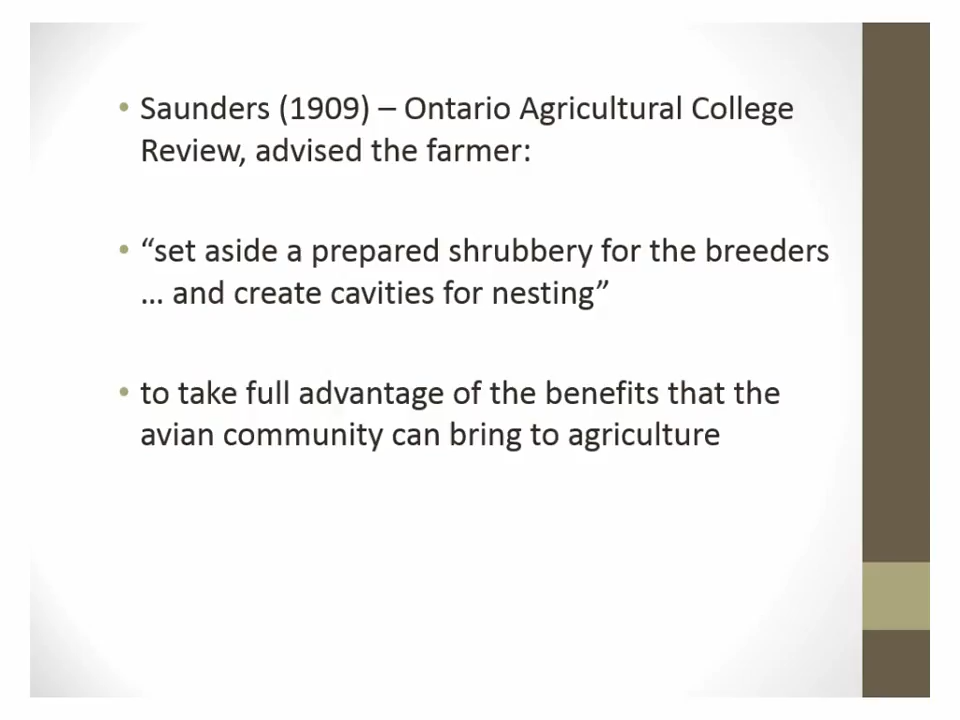 • Saunders (1909) – Ontario Agricultural College
Review, advised the farmer:
• “set aside a prepared shrubbery for the breeders
... and create cavities for nesting”
• to take full advantage of the benefits that the
avian community can bring to agriculture